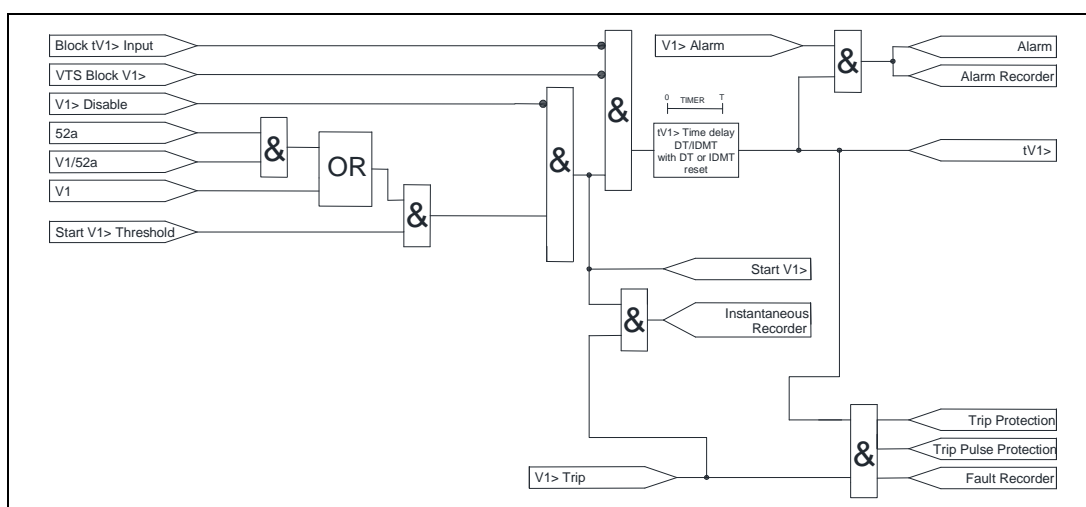 Block tV1> Input
VTS Block V1>
V1> Disable
52a
V1/52a
V1
Start V1> Threshold
&
OR
&
&
&
0 TIMER T
tV1> Time delay
DT/IDMT
with DT or IDMT
reset
V1> Alarm
&
Alarm
Alarm Recorder
tV1>
Start V1>
&
Instantaneous
Recorder
V1> Trip
&
Trip Protection
Trip Pulse Protection
Fault Recorder